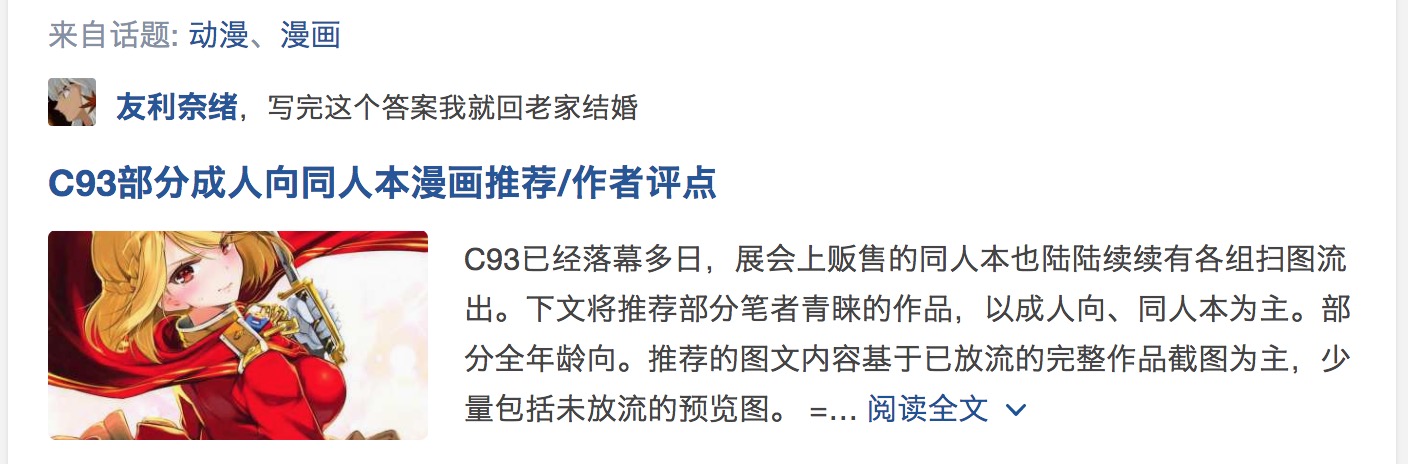 来自话题: 动漫、漫画
友利奈绪，写完这个答案我就回老家结婚
C93部分成人向同人本漫画推荐/作者评点
C93已经落幕多日，展会上贩售的同人本也陆陆续续有各组扫图流
出。下文将推荐部分笔者青睐的作品，以成人向、同人本为主。部
分全年龄向。推荐的图文内容基于已放流的完整作品截图为主，少
量包括未放流的预览图。 =... 阅读全文